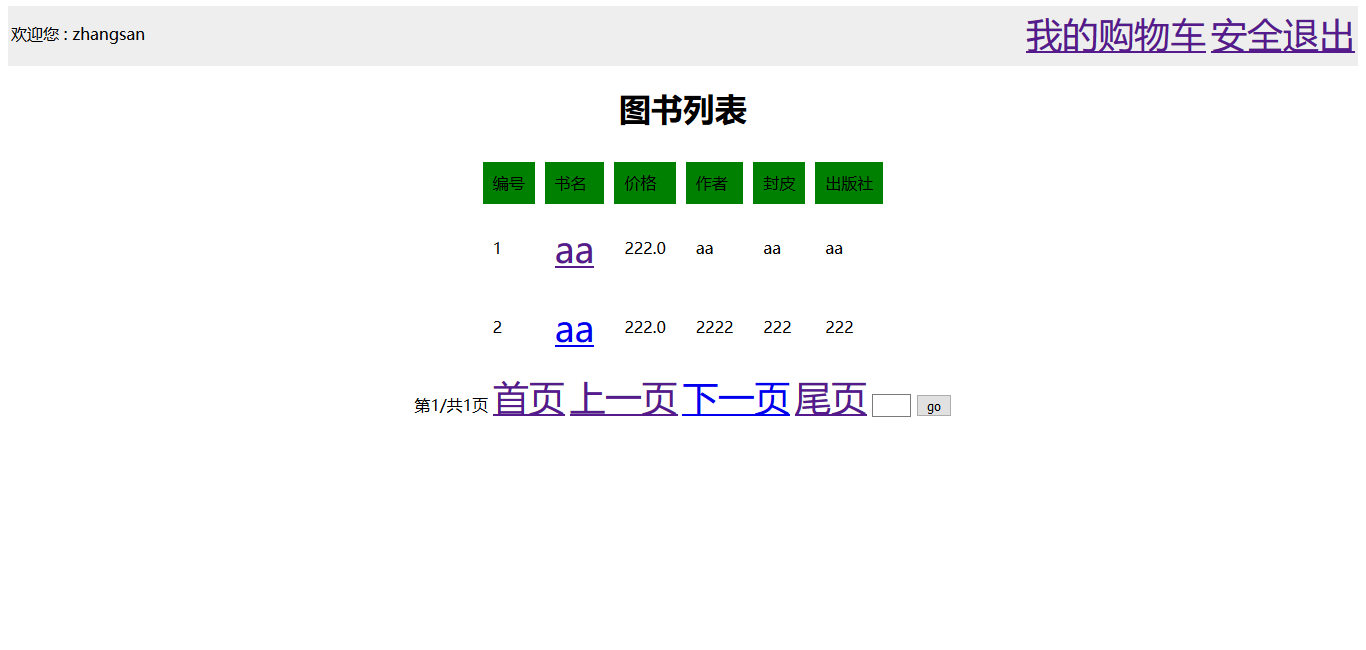 欢迎您 : zhangsan 我的购物车 安全退出
图书列表
编号 书名 价格 作者 封皮 出版社
1 aa 222.0 aa aa aa
2 aa 222.0 2222 222 222
第1/共1页 首页 上一页 下一页 尾页 go